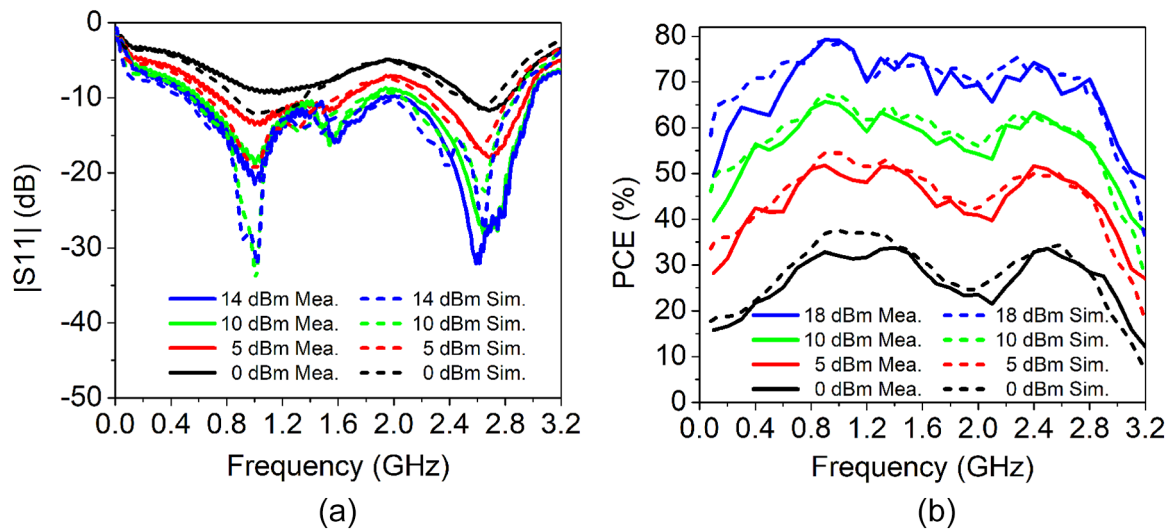 0
-10
-20
-30
-40
-50
|S11| (dB)
14 dBm Mea. 14 dBm Sim.
10 dBm Mea. 10 dBm Sim.
5 dBm Mea. 5 dBm Sim.
0 dBm Mea. 0 dBm Sim.
0.0 0.4 0.8 1.2 1.6 2.0 2.4 2.8 3.2
Frequency (GHz)
(a)
80
70
60
50
40
30
20
10
0
PCE (%)
18 dBm Mea. 18 dBm Sim.
10 dBm Mea. 10 dBm Sim.
5 dBm Mea. 5 dBm Sim.
0 dBm Mea. 0 dBm Sim.
0.0 0.4 0.8 1.2 1.6 2.0 2.4 2.8 3.2
Frequency (GHz)
(b)